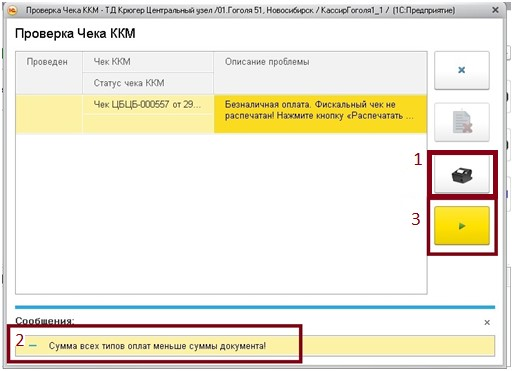 Проверка Чека ККМ - ТД Крюгер Центральный узел /01.Гоголя 51, Новосибирск / КассирГоголя1_1 / (1С:Предприятие)
Проверка Чека ККМ
Проведен
Чек ККМ
Описание проблемы
Статус чека ККМ
Чек ЦБЦБ-000557 от 29...
Безналичная оплата. Фискальный чек не
распечатан! Нажмите кнопку «Распечатать ...
1
3
Сообщения:
2
Сумма всех типов оплат меньше суммы документа!